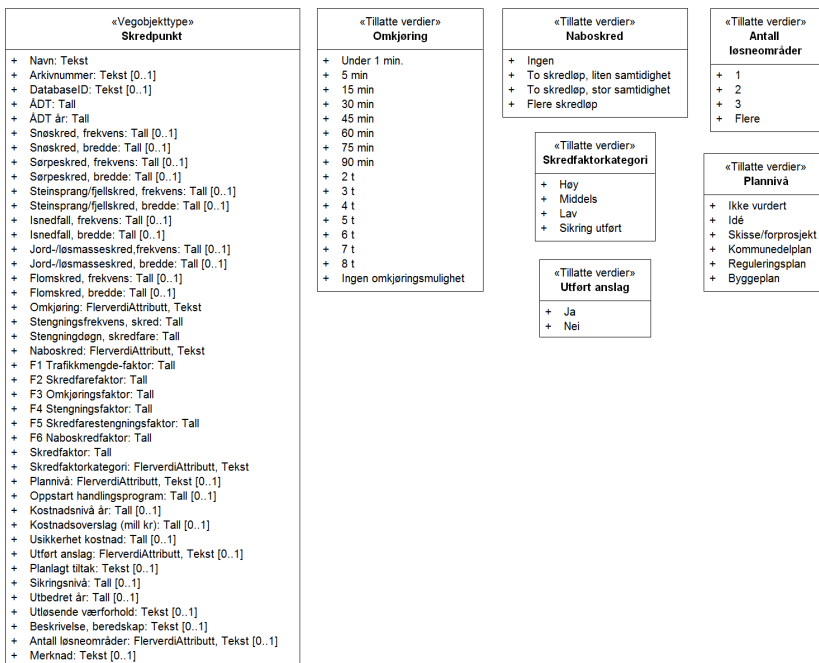 «Vegobjekttype»
Skredpunkt
+ Navn: Tekst
+ Arkivnummer: Tekst [0..1]
+ DatabaseID: Tekst [0..1]
+ ÅDT: Tall
+ ÅDT år: Tall
+ Snøskred, frekvens: Tall [0..1]
+ Snøskred, bredde: Tall [0..1]
+ Sørpeskred, frekvens: Tall [0..1]
+ Sørpeskred, bredde: Tall [0..1]
+ Steinsprang/fjellskred, frekvens: Tall [0..1]
+ Steinsprang/fjellskred, bredde: Tall [0..1]
+ Isnedfall, frekvens: Tall [0..1]
+ Isnedfall, bredde: Tall [0..1]
+ Jord-/løsmasseskred,frekvens: Tall [0..1]
+ Jord-/løsmasseskred, bredde: Tall [0..1]
+ Flomskred, frekvens: Tall [0..1]
+ Flomskred, bredde: Tall [0..1]
+ Omkjøring: FlerverdiAttributt, Tekst
+ Stengningsfrekvens, skred: Tall
+ Stengningdøgn, skredfare: Tall
+ Naboskred: FlerverdiAttributt, Tekst
+ F1 Trafikkmengde-faktor: Tall
+ F2 Skredfarefaktor: Tall
+ F3 Omkjøringsfaktor: Tall
+ F4 Stengningsfaktor: Tall
+ F5 Skredfarestengningsfaktor: Tall
+ F6 Naboskredfaktor: Tall
+ Skredfaktor: Tall
+ Skredfaktorkategori: FlerverdiAttributt, Tekst
+ Plannivå: FlerverdiAttributt, Tekst [0..1]
+ Oppstart handlingsprogram: Tall [0..1]
+ Kostnadsnivå år: Tall [0..1]
+ Kostnadsoverslag (mill kr): Tall [0..1]
+ Usikkerhet kostnad: Tall [0..1]
+ Utført anslag: FlerverdiAttributt, Tekst [0..1]
+ Planlagt tiltak: Tekst [0..1]
+ Sikringsnivå: Tall [0..1]
+ Utbedret år: Tall [0..1]
+ Utløsende værforhold: Tekst [0..1]
+ Beskrivelse, beredskap: Tekst [0..1]
+ Antall løsneområder: FlerverdiAttributt, Tekst [0..1]
+ Merknad: Tekst [0..1]
«Tillatte verdier»
Omkjøring
+ Under 1 min.
+ 5 min
+ 15 min
+ 30 min
+ 45 min
+ 60 min
+ 75 min
+ 90 min
+ 2 t
+ 3 t
+ 4 t
+ 5 t
+ 6 t
+ 7 t
+ 8 t
+ Ingen omkjøringsmulighet
«Tillatte verdier»
Naboskred
+ Ingen
+ To skredløp, liten samtidighet
+ To skredløp, stor samtidighet
+ Flere skredløp
«Tillatte verdier»
Skredfaktorkategori
+ Høy
+ Middels
+ Lav
+ Sikring utført
«Tillatte verdier»
Utført anslag
+ Ja
+ Nei
«Tillatte verdier»
Antall
løsneområder
+ 1
+ 2
+ 3
+ Flere
«Tillatte verdier»
Plannivå
+ Ikke vurdert
+ Idé
+ Skisse/forprosjekt
+ Kommunedelplan
+ Reguleringsplan
+ Byggeplan